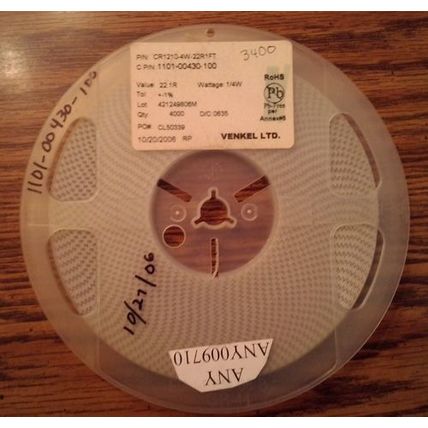 P/N: CR1210-4W-22R1FT
3400
C P/N: 1101-00430-100
Value: 22.1R Wattage: 1/4W
Tol: +-1%
Lot: 421249806M
Qty: 4000 D/C: 0635
PO#: CL50339
10/20/2006 RP VENKEL LTD.
RoHS
Pb
per
Annex#5
1101-00430-100
10/27/06
ANY
ANY009710